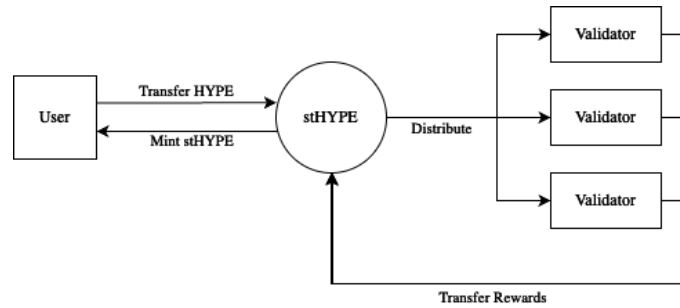 Validator
Transfer HYPE
User
stHYPE
Validator
Distribute
Mint stHYPE
Validator
Transfer Rewards